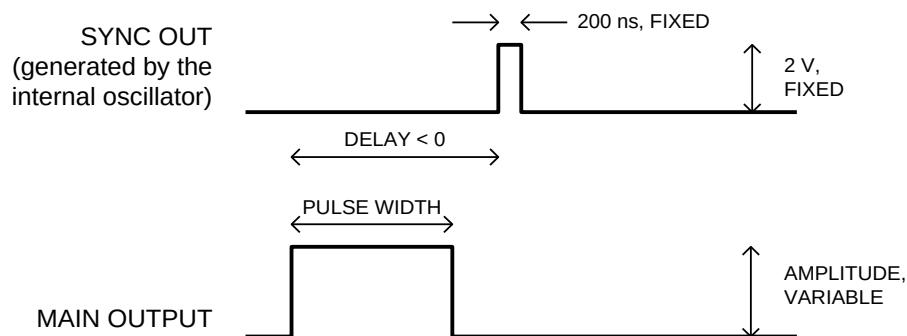 200 ns, FIXED
SYNC OUT
(generated by the
internal oscillator)
2 V,
FIXED
DELAY < 0
PULSE WIDTH
AMPLITUDE,
VARIABLE
MAIN OUTPUT